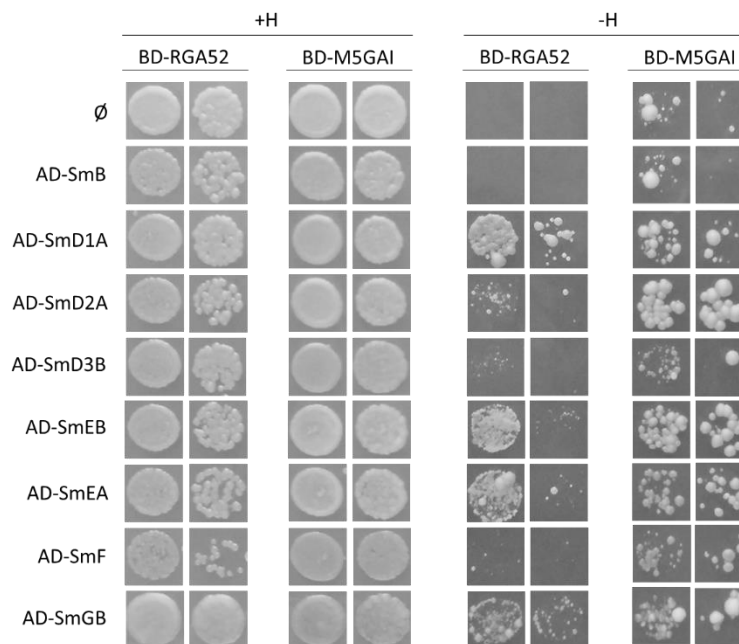 +H -H
BD-RGA52 BD-M5GAI BD-RGA52 BD-M5GAI
Ø
AD-SmB
AD-SmD1A
AD-SmD2A
AD-SmD3B
AD-SmEB
AD-SmEA
AD-SmF
AD-SmGB